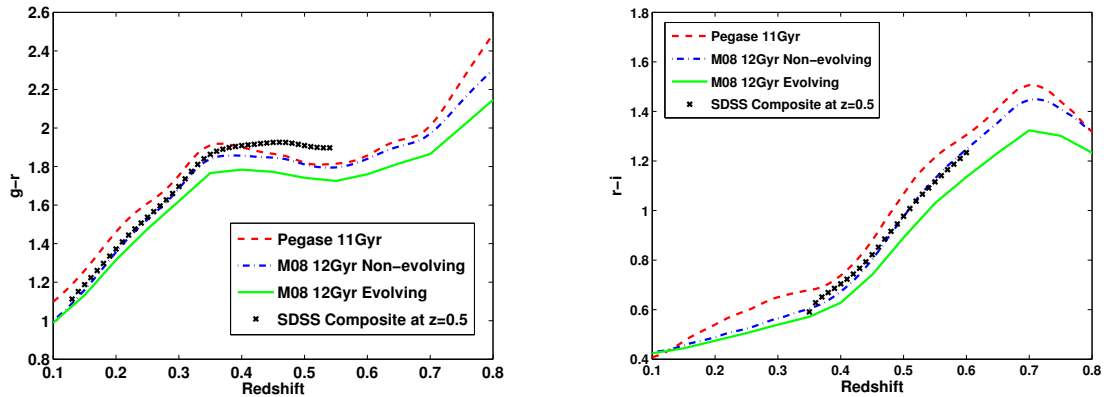 2.6
2.4
2.2
2
1.8
1.6
1.4
1.2
1
0.8
g-r
Pegase 11Gyr
M08 12Gyr Non-evolving
M08 12Gyr Evolving
SDSS Composite at z=0.5
0.1 0.2 0.3 0.4 0.5 0.6 0.7 0.8
Redshift
1.8
1.6
1.4
1.2
1
0.8
0.6
0.4
r-i
Pegase 11Gyr
M08 12Gyr Non-evolving
M08 12Gyr Evolving
SDSS Composite at z=0.5
0.1 0.2 0.3 0.4 0.5 0.6 0.7 0.8
Redshift